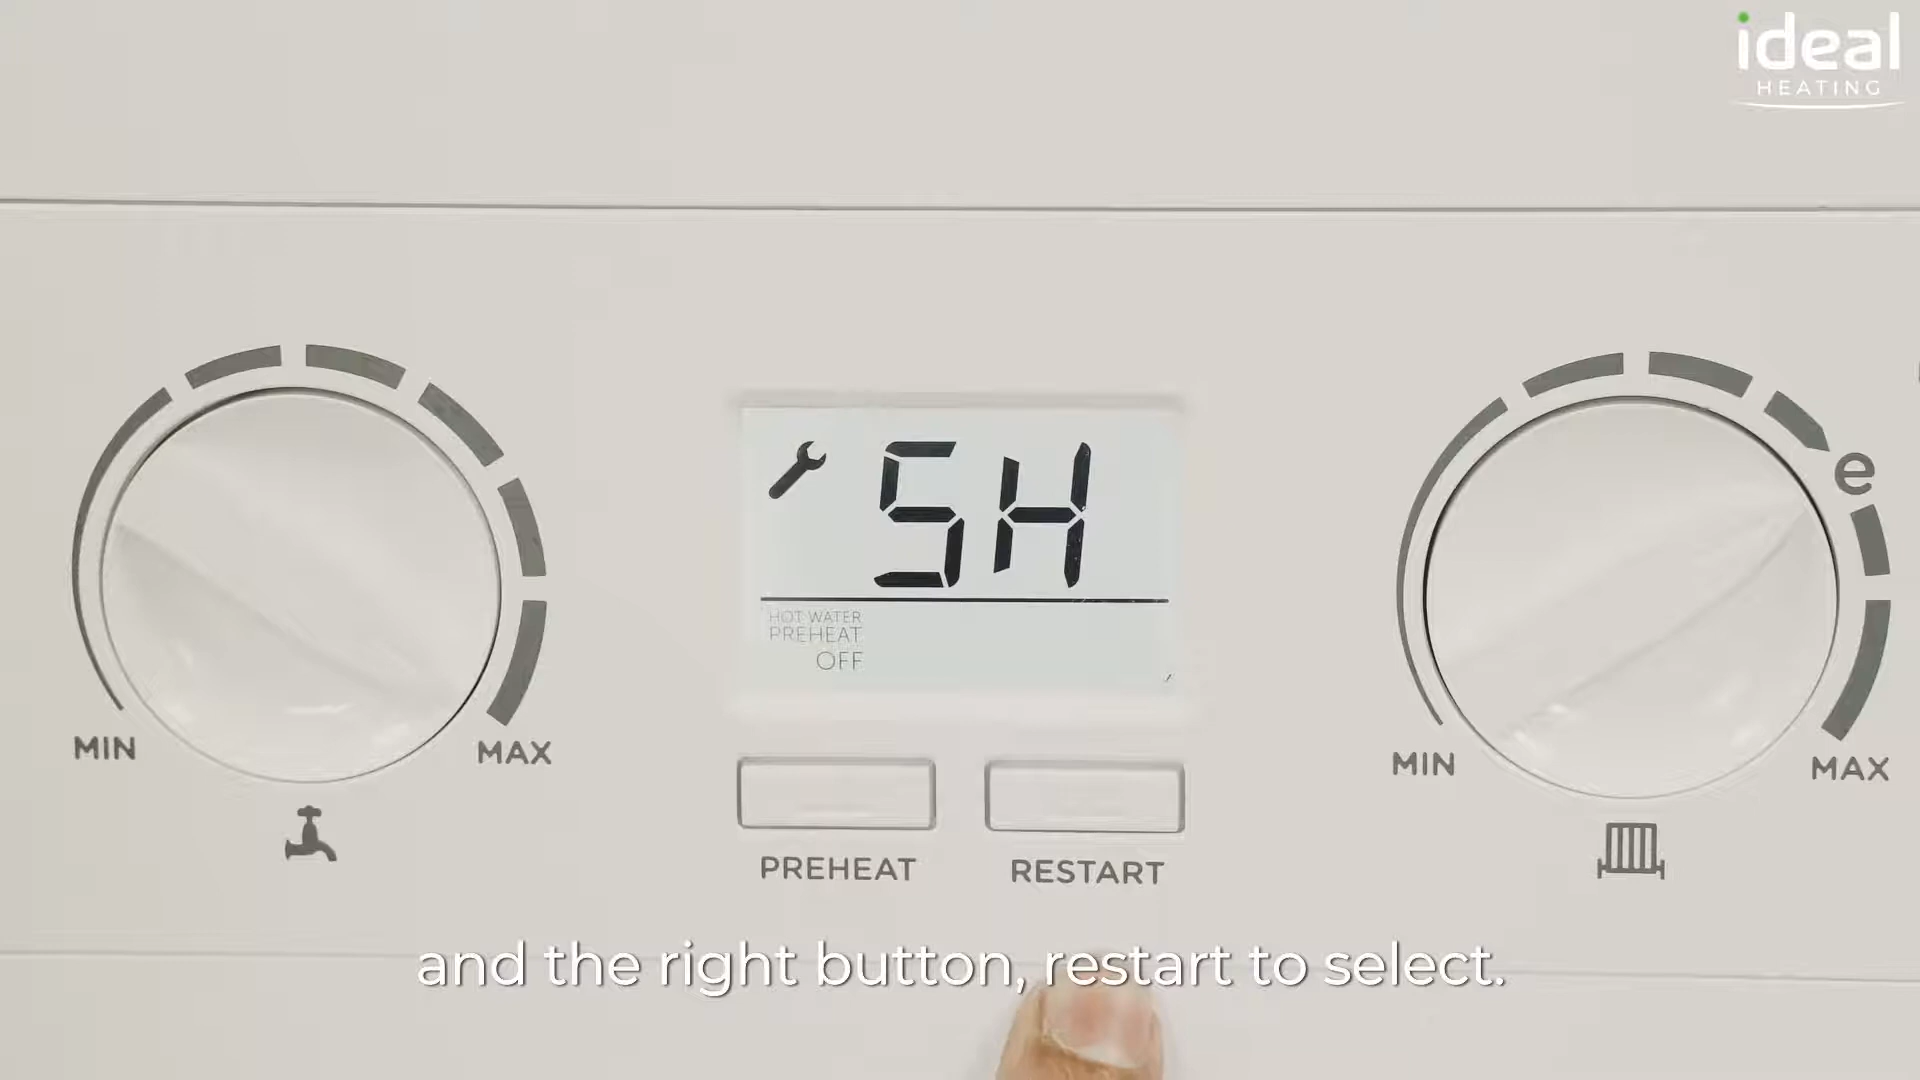 ideal
HEATING
5H
HOT WATER
PREHEAT
OFF
e
MIN
MAX
MIN
MAX
PREHEAT
RESTART
and the right button, restart to select.